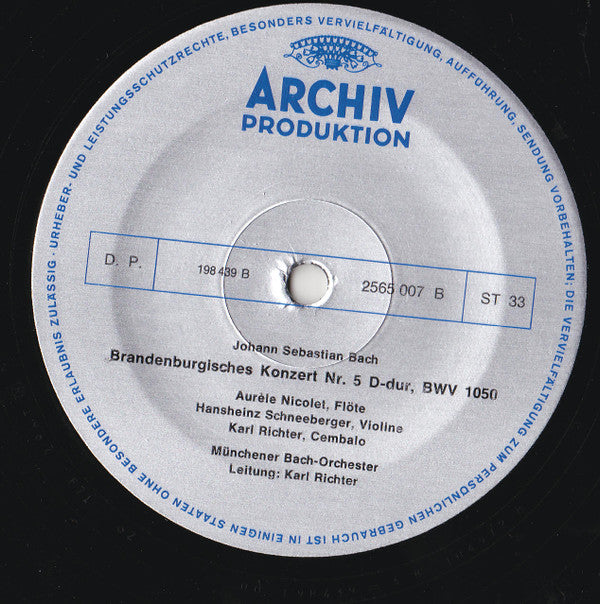 URHEBER- UND LEISTUNGSSCHUTZRECHTE, BESONDERS VERVIELFÄLTIGUNG, AUFFÜHRUNG, SENDUNG VORBEHALTEN; DIE VERVIELFÄLTIGUNG ZUM PERSÖNLICHEN GEBRAUCH IST IN EINIGEN STAATEN OHNE BESONDERE ERLAUBNIS ZULÄSSIG ·
ARCHIV
PRODUKTION
D. P. 198 439 B 2565 007 B ST 33
Johann Sebastian Bach
Brandenburgisches Konzert Nr. 5 D-dur, BWV 1050
Aurèle Nicolet, Flöte
Hansheinz Schneeberger, Violine
Karl Richter, Cembalo
Münchener Bach-Orchester
Leitung: Karl Richter